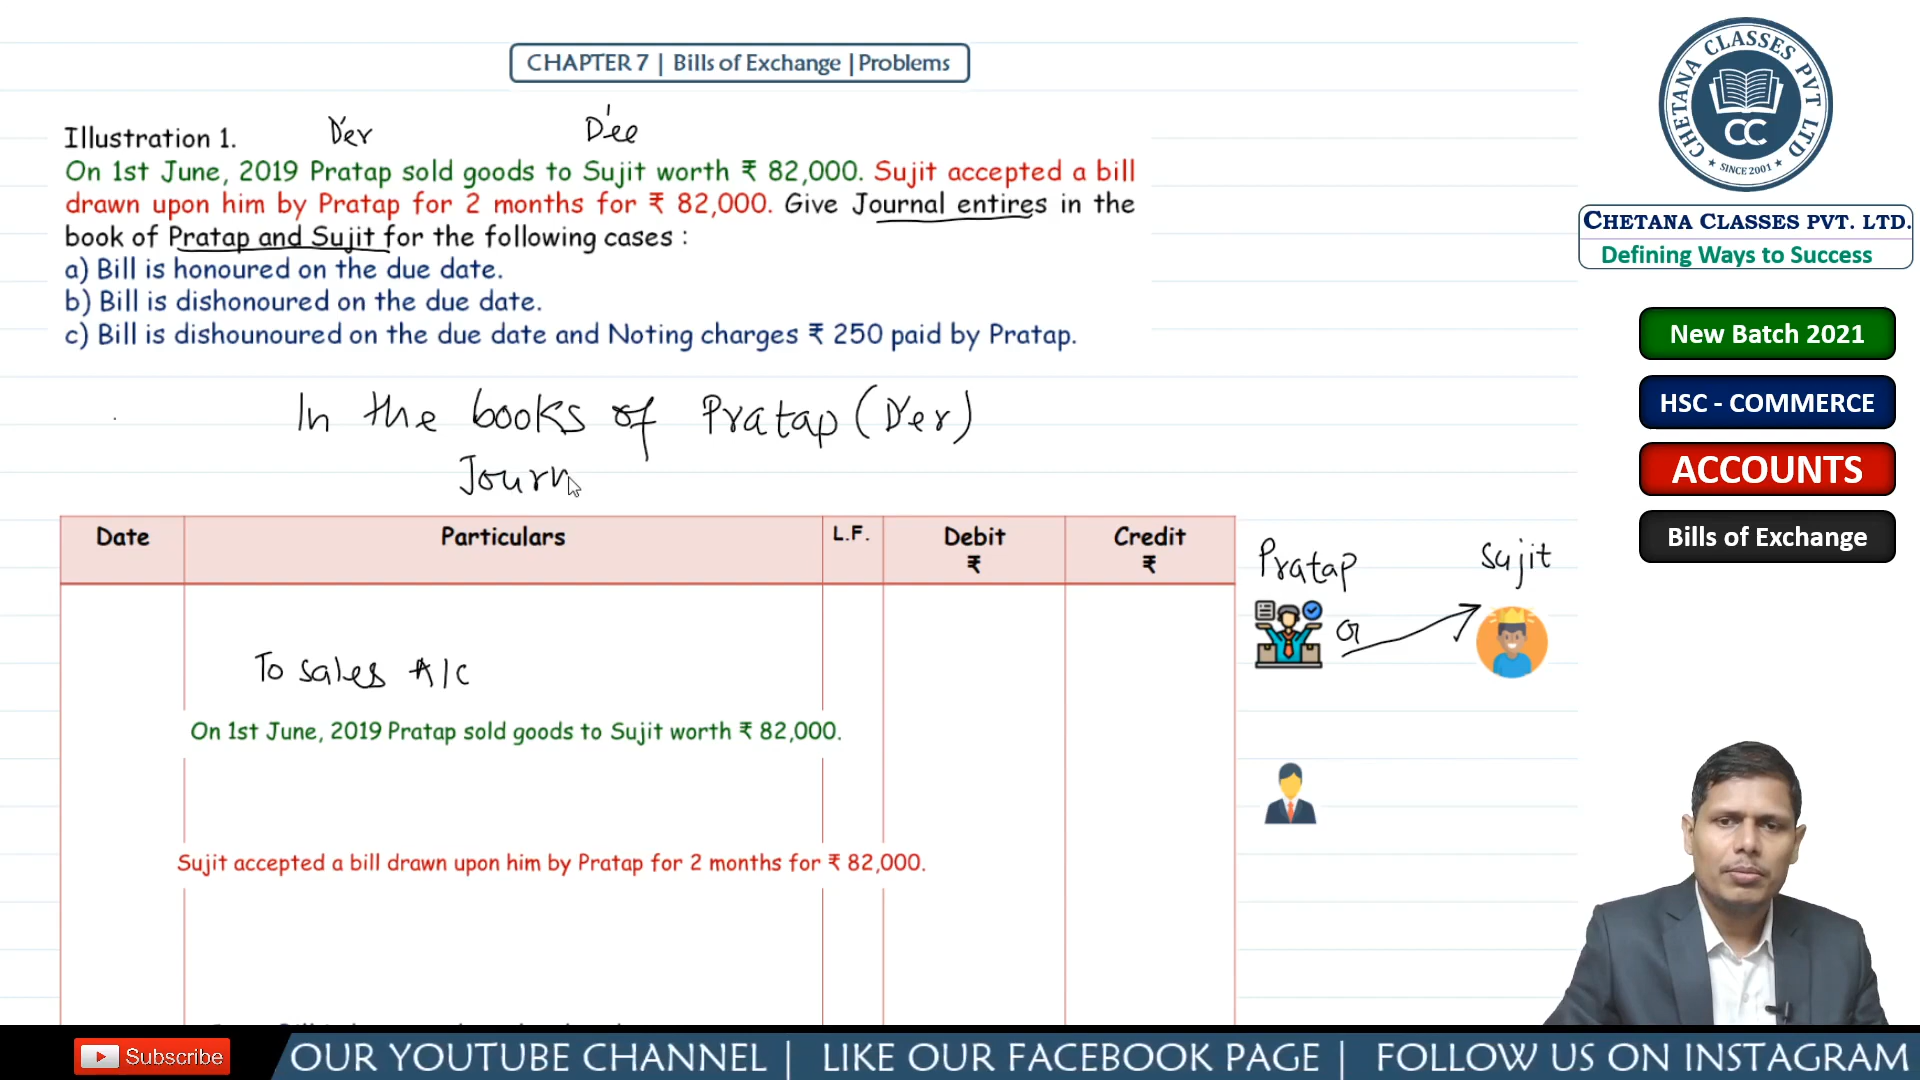 CHAPTER 7 | Bills of Exchange | Problems
D'er D'ee
Illustration 1.
On 1st June, 2019 Pratap sold goods to Sujit worth ₹ 82,000. Sujit accepted a bill
drawn upon him by Pratap for 2 months for ₹ 82,000. Give Journal entires in the
book of Pratap and Sujit for the following cases :
a) Bill is honoured on the due date.
b) Bill is dishonoured on the due date.
c) Bill is dishounoured on the due date and Noting charges ₹ 250 paid by Pratap.
In the books of Pratap (D'er)
Journ
Date Particulars L.F. Debit ₹ Credit ₹
To sales A/C
On 1st June, 2019 Pratap sold goods to Sujit worth ₹ 82,000.
Sujit accepted a bill drawn upon him by Pratap for 2 months for ₹ 82,000.
Pratap Sujit
CHETANA CLASSES PVT LTD
CC
SINCE 2001
CHETANA CLASSES PVT. LTD.
Defining Ways to Success
New Batch 2021
HSC - COMMERCE
ACCOUNTS
Bills of Exchange
Subscribe OUR YOUTUBE CHANNEL | LIKE OUR FACEBOOK PAGE | FOLLOW US ON INSTAGRAM